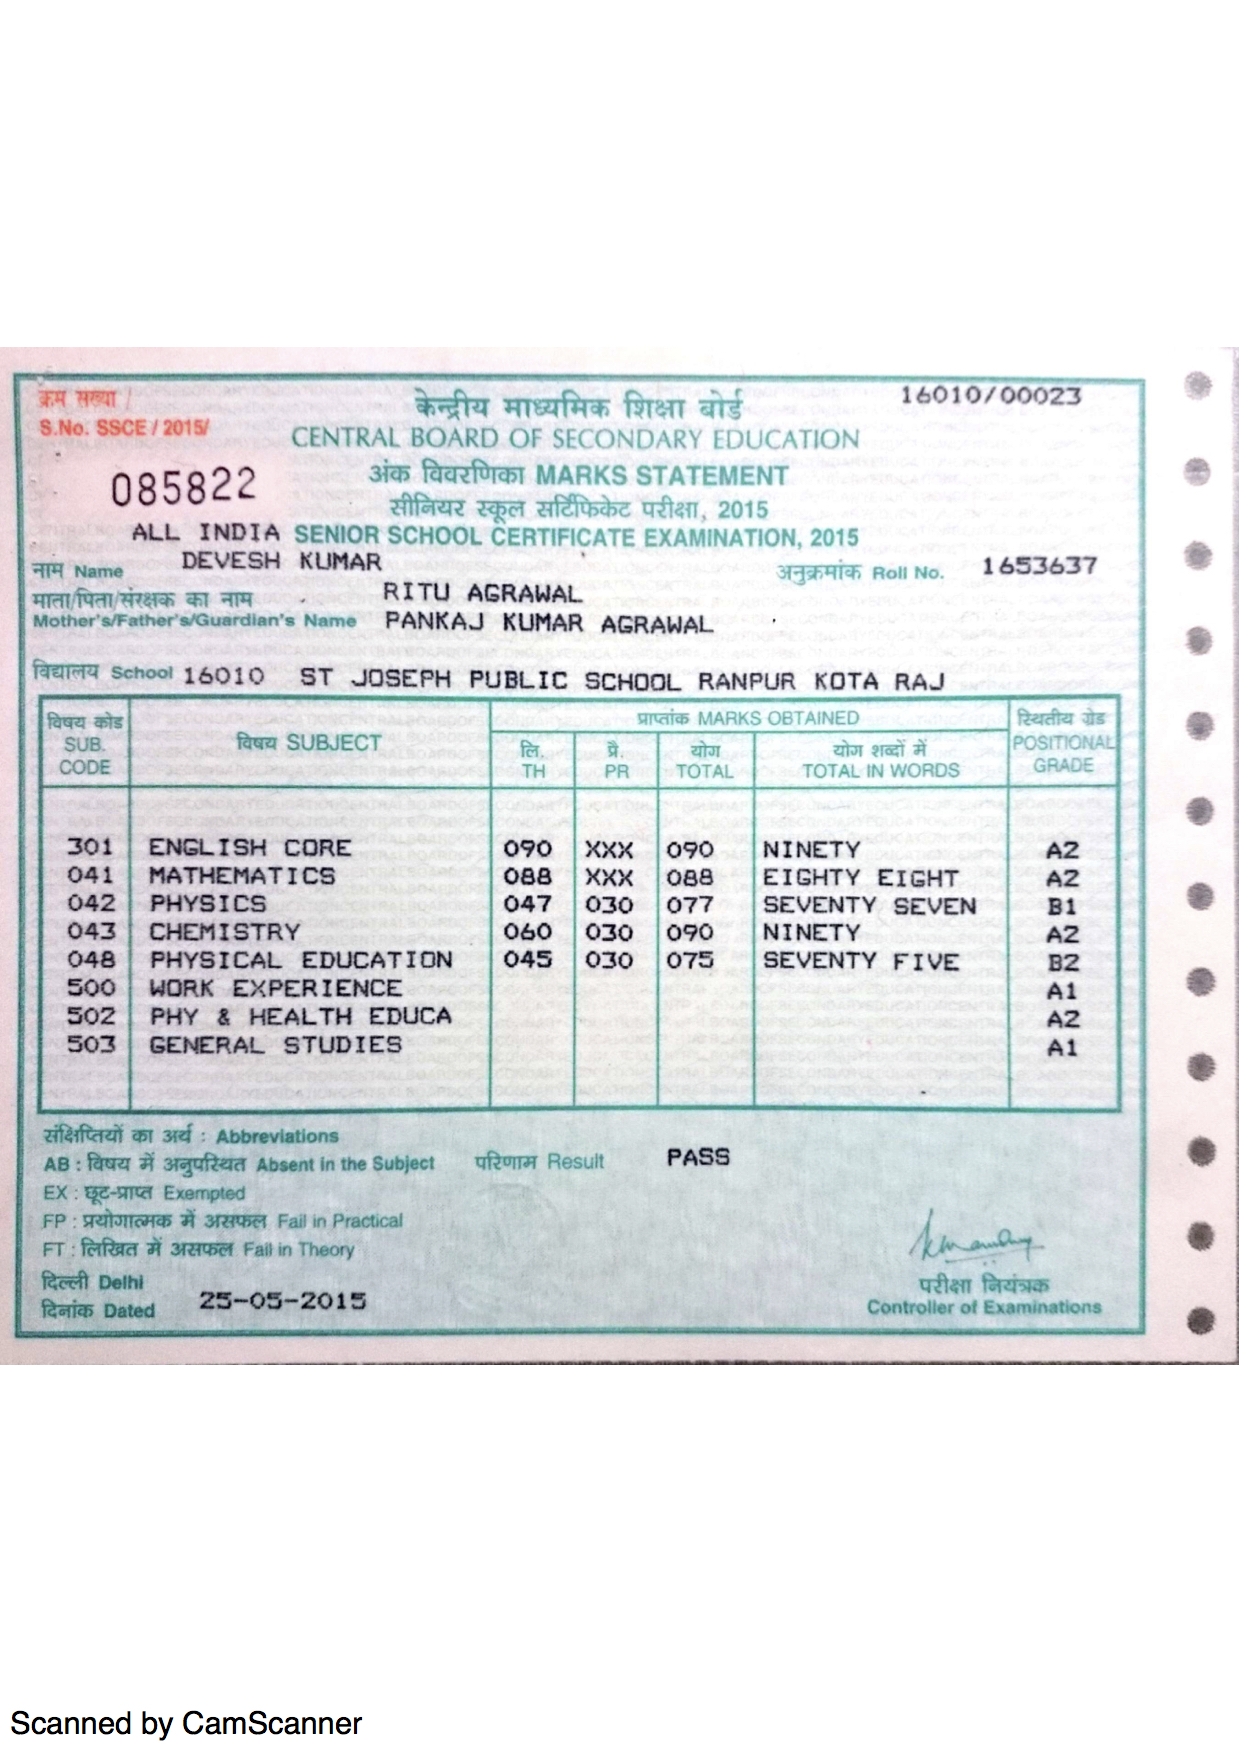 क्रम संख्या / 16010/00023
S.No. SSCE / 2015/
केन्द्रीय माध्यमिक शिक्षा बोर्ड
CENTRAL BOARD OF SECONDARY EDUCATION
085822
अंक विवरणिका MARKS STATEMENT
सीनियर स्कूल सर्टिफिकेट परीक्षा, 2015
ALL INDIA SENIOR SCHOOL CERTIFICATE EXAMINATION, 2015
नाम Name DEVESH KUMAR अनुक्रमांक Roll No. 1653637
माता/पिता/संरक्षक का नाम RITU AGRAWAL
Mother's/Father's/Guardian's Name PANKAJ KUMAR AGRAWAL
विद्यालय School 16010 ST JOSEPH PUBLIC SCHOOL RANPUR KOTA RAJ
विषय कोड SUB. CODE विषय SUBJECT प्राप्तांक MARKS OBTAINED स्थितीय ग्रेड POSITIONAL GRADE
लि. TH प्रै. PR योग TOTAL योग शब्दों में TOTAL IN WORDS
301 ENGLISH CORE 090 XXX 090 NINETY A2
041 MATHEMATICS 088 XXX 088 EIGHTY EIGHT A2
042 PHYSICS 047 030 077 SEVENTY SEVEN B1
043 CHEMISTRY 060 030 090 NINETY A2
048 PHYSICAL EDUCATION 045 030 075 SEVENTY FIVE B2
500 WORK EXPERIENCE A1
502 PHY & HEALTH EDUCA A2
503 GENERAL STUDIES A1
संक्षिप्तियों का अर्थ : Abbreviations
AB : विषय में अनुपस्थित Absent in the Subject परिणाम Result PASS
EX : छूट-प्राप्त Exempted
FP : प्रयोगात्मक में असफल Fail in Practical
FT : लिखित में असफल Fail in Theory
दिल्ली Delhi
दिनांक Dated 25-05-2015
परीक्षा नियंत्रक
Controller of Examinations
Scanned by CamScanner